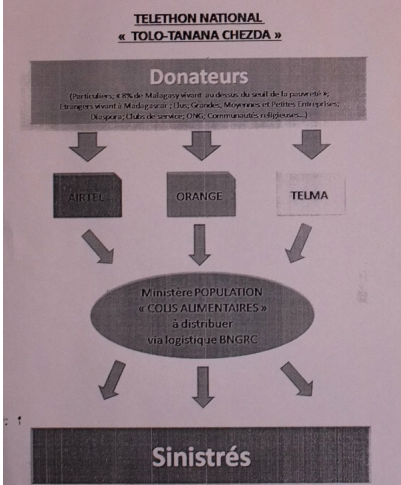 TELETHON NATIONAL
« TOLO-TANANA CHEZDA »
Donateurs
(Particuliers; « 8% de Malagasy vivant au dessus du seuil de la pauvreté »;
Etrangers vivant à Madagascar; Elus; Grandes, Moyennes et Petites Entreprises;
Diaspora; Clubs de service; ONG; Communautés religieuses...)
AIRTEL
ORANGE
TELMA
Ministère POPULATION
« COLIS ALIMENTAIRES »
à distribuer
via logistique BNGRC
Sinistrés